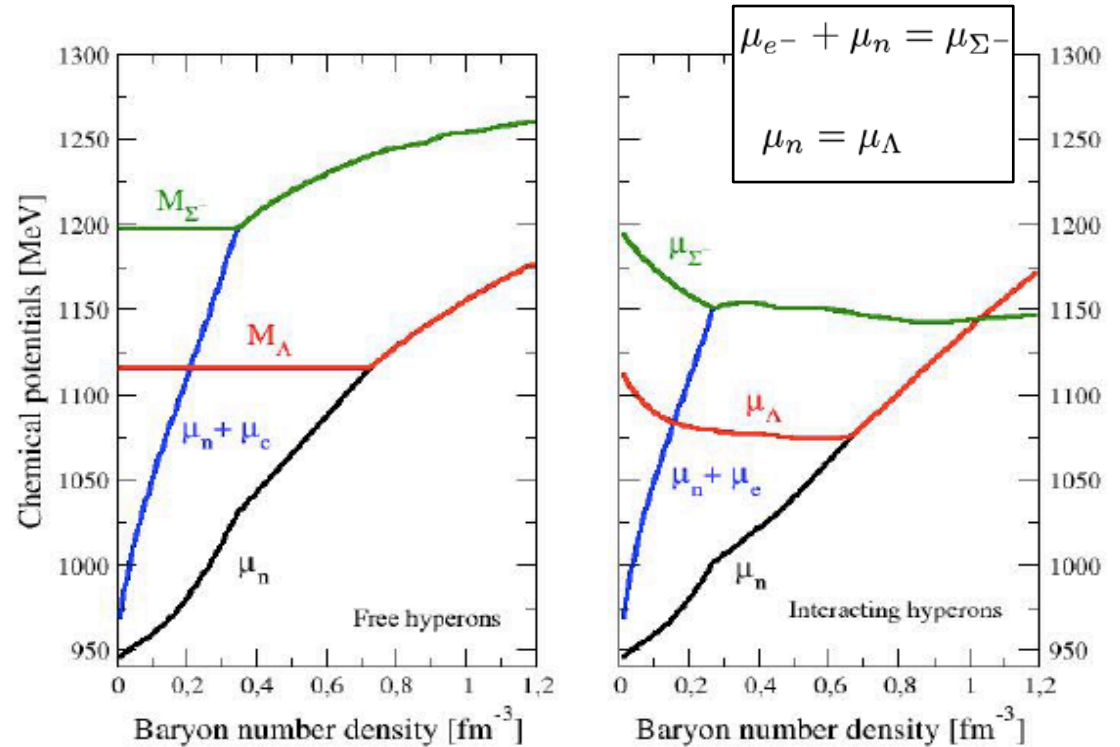 μ_{e^-} + μ_n = μ_{Σ^-}
μ_n = μ_Λ
Chemical potentials [MeV]
1300
1250
1200
1150
1100
1050
1000
950
M_{Σ^-}
M_Λ
μ_n + μ_e
μ_n
Free hyperons
0 0,2 0,4 0,6 0,8 1 1,2
Baryon number density [fm^{-3}]
μ_{Σ^-}
μ_Λ
μ_n + μ_e
μ_n
Interacting hyperons
1300
1250
1200
1150
1100
1050
1000
950
0 0,2 0,4 0,6 0,8 1 1,2
Baryon number density [fm^{-3}]